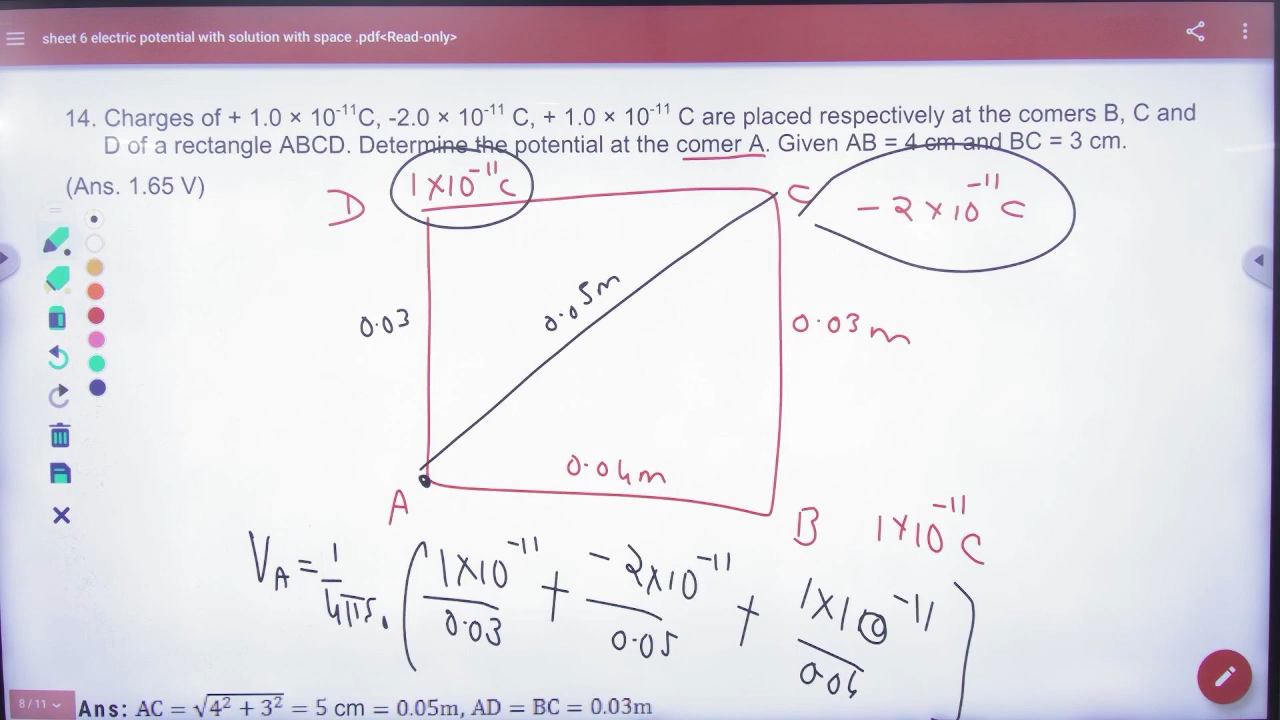 sheet 6 electric potential with solution with space .pdf<Read-only>
14. Charges of + 1.0 × 10⁻¹¹C, -2.0 × 10⁻¹¹ C, + 1.0 × 10⁻¹¹ C are placed respectively at the comers B, C and
D of a rectangle ABCD. Determine the potential at the comer A. Given AB = 4 cm and BC = 3 cm.
(Ans. 1.65 V)
D 1×10⁻¹¹C C -2×10⁻¹¹ C
0.05m
0.03 0.03m
0.04m
A B 1×10⁻¹¹C
V_A = 1/4πε₀ (1×10⁻¹¹/0.03 + -2×10⁻¹¹/0.05 + 1×10⁻¹¹/0.04)
8 / 11
Ans: AC = √4² + 3² = 5 cm = 0.05m, AD = BC = 0.03m